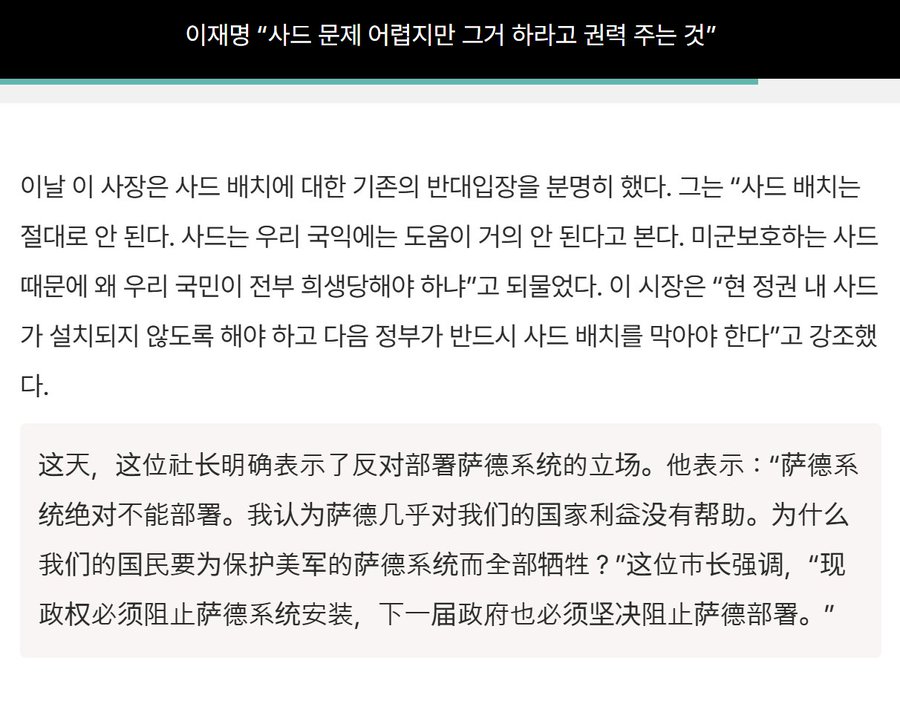 이재명 “사드 문제 어렵지만 그거 하라고 권력 주는 것”
이날 이 사장은 사드 배치에 대한 기존의 반대입장을 분명히 했다. 그는 “사드 배치는
절대로 안 된다. 사드는 우리 국익에는 도움이 거의 안 된다고 본다. 미군보호하는 사드
때문에 왜 우리 국민이 전부 희생당해야 하냐”고 되물었다. 이 시장은 “현 정권 내 사드
가 설치되지 않도록 해야 하고 다음 정부가 반드시 사드 배치를 막아야 한다”고 강조했
다.
这天，这位社长明确表示了反对部署萨德系统的立场。他表示：“萨德系
统绝对不能部署。我认为萨德几乎对我们的国家利益没有帮助。为什么
我们的国民要为保护美军的萨德系统而全部牺牲？”这位市长强调，“现
政权必须阻止萨德系统安装，下一届政府也必须坚决阻止萨德部署。”